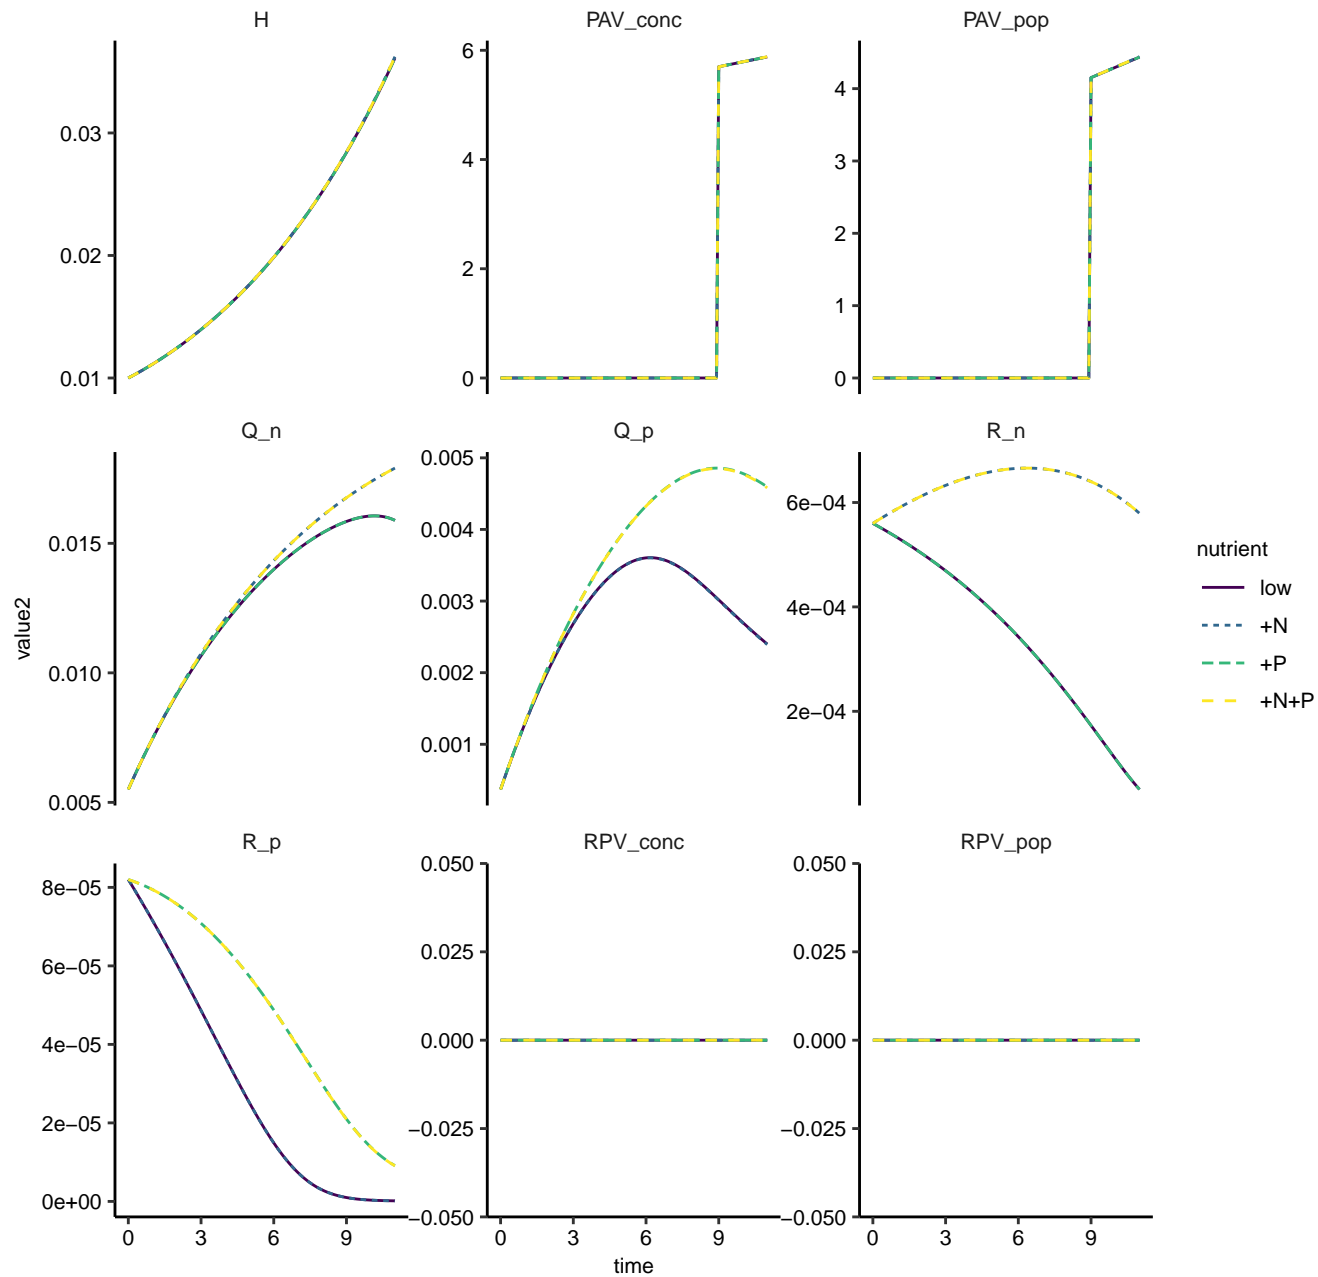 H
PAV_conc
PAV_pop
0.03
0.02
0.01
6
4
2
0
4
3
2
1
0
Q_n
Q_p
R_n
0.015
0.010
0.005
0.005
0.004
0.003
0.002
0.001
6e−04
4e−04
2e−04
value2
nutrient
low
+N
+P
+N+P
R_p
RPV_conc
RPV_pop
8e−05
6e−05
4e−05
2e−05
0e+00
0.050
0.025
0.000
−0.025
−0.050
0.050
0.025
0.000
−0.025
−0.050
0 3 6 9
0 3 6 9
0 3 6 9
time